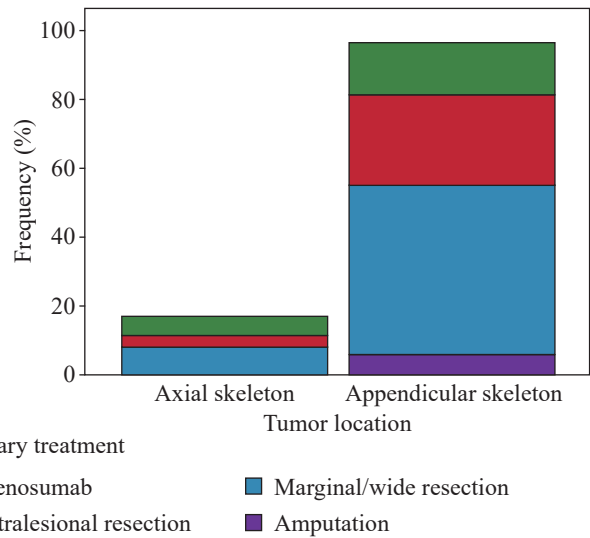 100
80
60
40
20
0
Frequency (%)
Axial skeleton Appendicular skeleton
Tumor location
ary treatment
enosumab Marginal/wide resection
tralesional resection Amputation